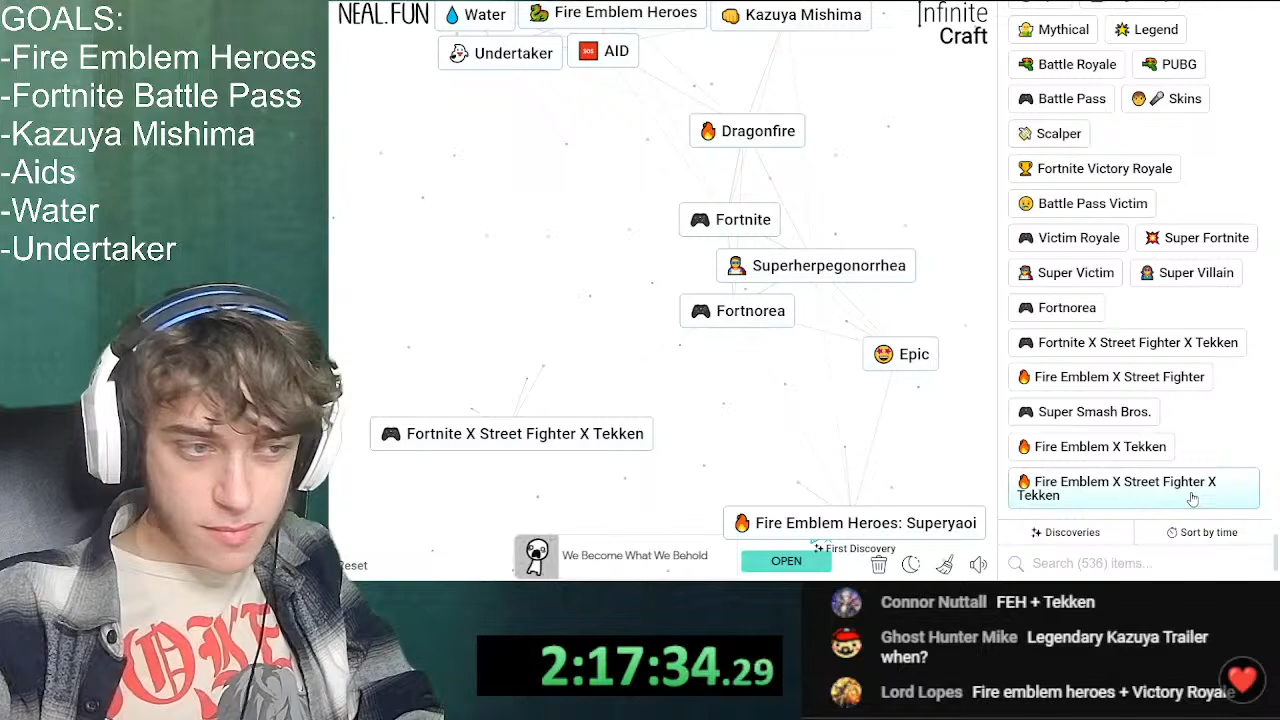 GOALS:
-Fire Emblem Heroes
-Fortnite Battle Pass
-Kazuya Mishima
-Aids
-Water
-Undertaker
NEAL.FUN
Water
Fire Emblem Heroes
Kazuya Mishima
Infinite
Craft
Undertaker
SOS AID
Dragonfire
Fortnite
Superherpegonorrhea
Fortnorea
Epic
Fortnite X Street Fighter X Tekken
Fire Emblem Heroes: Superyaoi
First Discovery
We Become What We Behold
OPEN
eset
Mythical
Legend
Battle Royale
PUBG
Battle Pass
Skins
Scalper
Fortnite Victory Royale
Battle Pass Victim
Victim Royale
Super Fortnite
Super Victim
Super Villain
Fortnorea
Fortnite X Street Fighter X Tekken
Fire Emblem X Street Fighter
Super Smash Bros.
Fire Emblem X Tekken
Fire Emblem X Street Fighter X
Tekken
Discoveries
Sort by time
Search (536) items...
2:17:34.29
Connor Nuttall FEH + Tekken
Ghost Hunter Mike Legendary Kazuya Trailer
when?
Lord Lopes Fire emblem heroes + Victory Royale